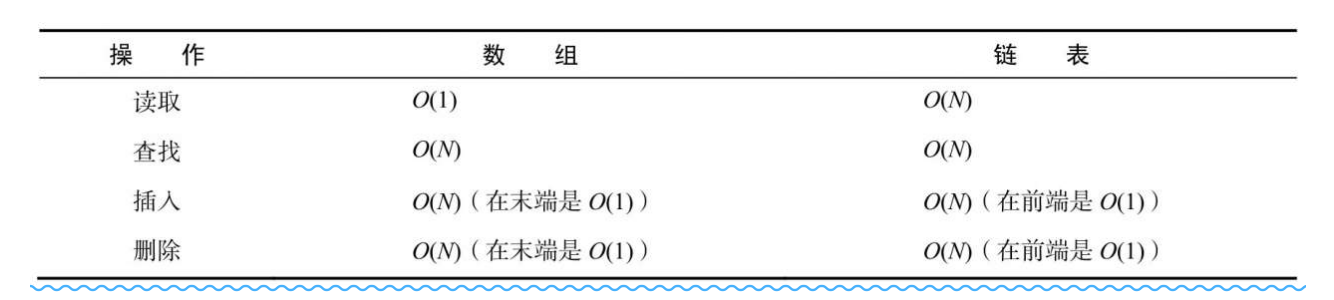 操 作 数 组 链 表
读取 O(1) O(N)
查找 O(N) O(N)
插入 O(N)（在末端是 O(1)） O(N)（在前端是 O(1)）
删除 O(N)（在末端是 O(1)） O(N)（在前端是 O(1)）